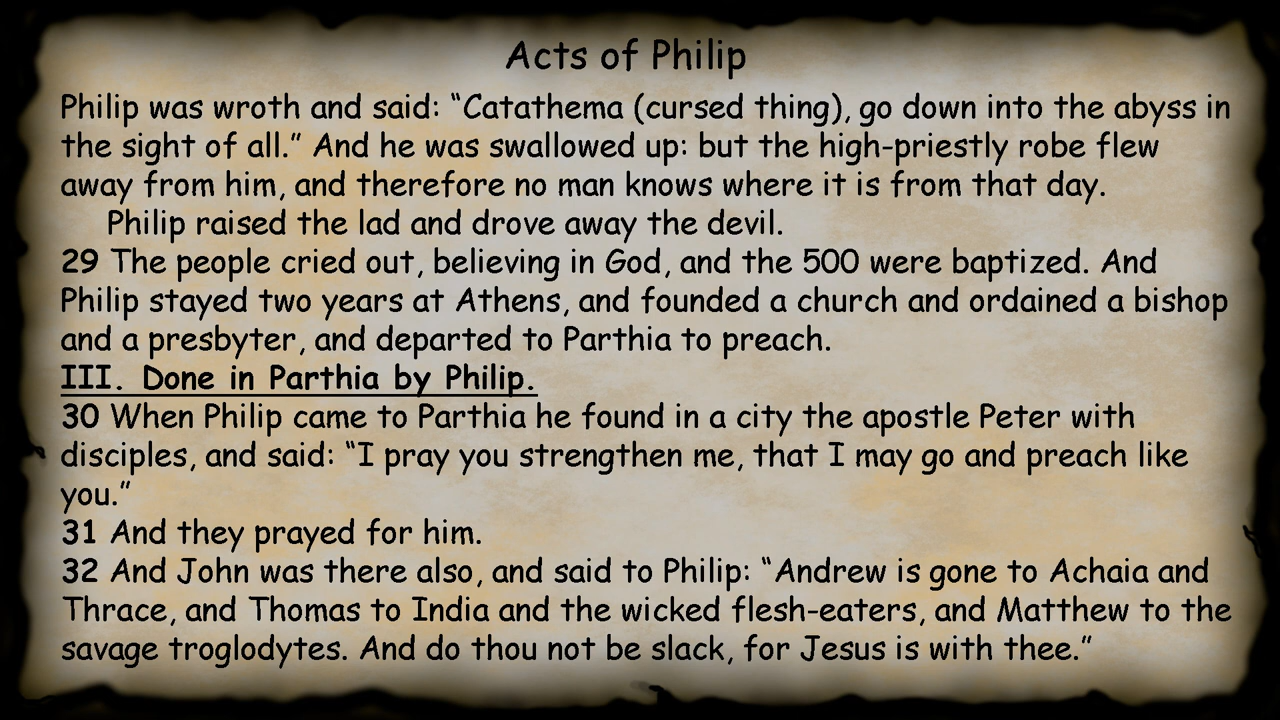 Acts of Philip
Philip was wroth and said: “Catathema (cursed thing), go down into the abyss in
the sight of all.” And he was swallowed up: but the high-priestly robe flew
away from him, and therefore no man knows where it is from that day.
Philip raised the lad and drove away the devil.
29 The people cried out, believing in God, and the 500 were baptized. And
Philip stayed two years at Athens, and founded a church and ordained a bishop
and a presbyter, and departed to Parthia to preach.
III. Done in Parthia by Philip.
30 When Philip came to Parthia he found in a city the apostle Peter with
disciples, and said: “I pray you strengthen me, that I may go and preach like
you.”
31 And they prayed for him.
32 And John was there also, and said to Philip: “Andrew is gone to Achaia and
Thrace, and Thomas to India and the wicked flesh-eaters, and Matthew to the
savage troglodytes. And do thou not be slack, for Jesus is with thee.”